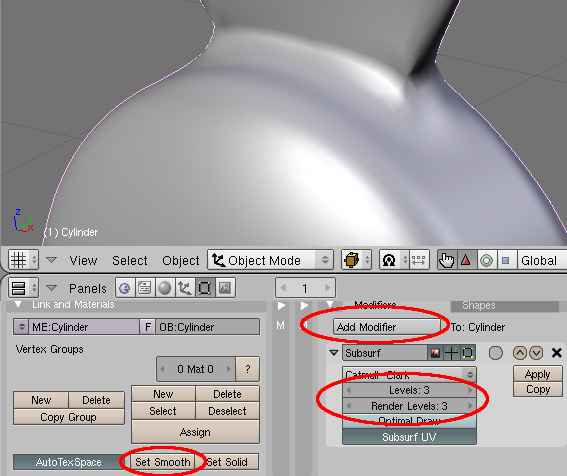 Z
X
(1) Cylinder
View Select Object Object Mode Global
Panels 1
Link and Materials Modifiers Shapes
ME:Cylinder F OB:Cylinder M Add Modifier To: Cylinder
Vertex Groups Subsurf
0 Mat 0 ? Catmull-Clark Apply
New Delete New Delete Levels: 3 Copy
Copy Group Select Deselect Render Levels: 3
Assign Optimal Draw
Subsurf UV
AutoTexSpace Set Smooth Set Solid